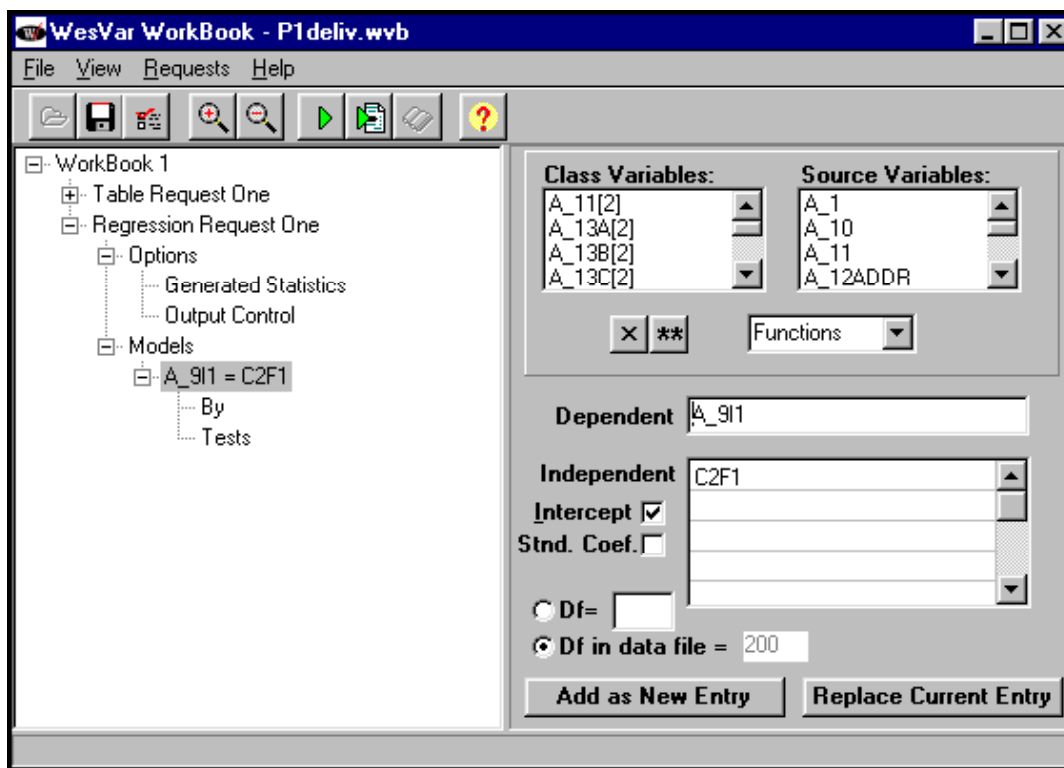 WesVar WorkBook - P1deliv.wvb
File View Requests Help
WorkBook 1
Table Request One
Regression Request One
Options
Generated Statistics
Output Control
Models
A_9I1 = C2F1
By
Tests
Class Variables:
A_11[2]
A_13A[2]
A_13B[2]
A_13C[2]
Source Variables:
A_1
A_10
A_11
A_12ADDR
× **
Functions
Dependent A_9I1
Independent C2F1
Intercept
Stnd. Coef.
Df=
Df in data file = 200
Add as New Entry Replace Current Entry